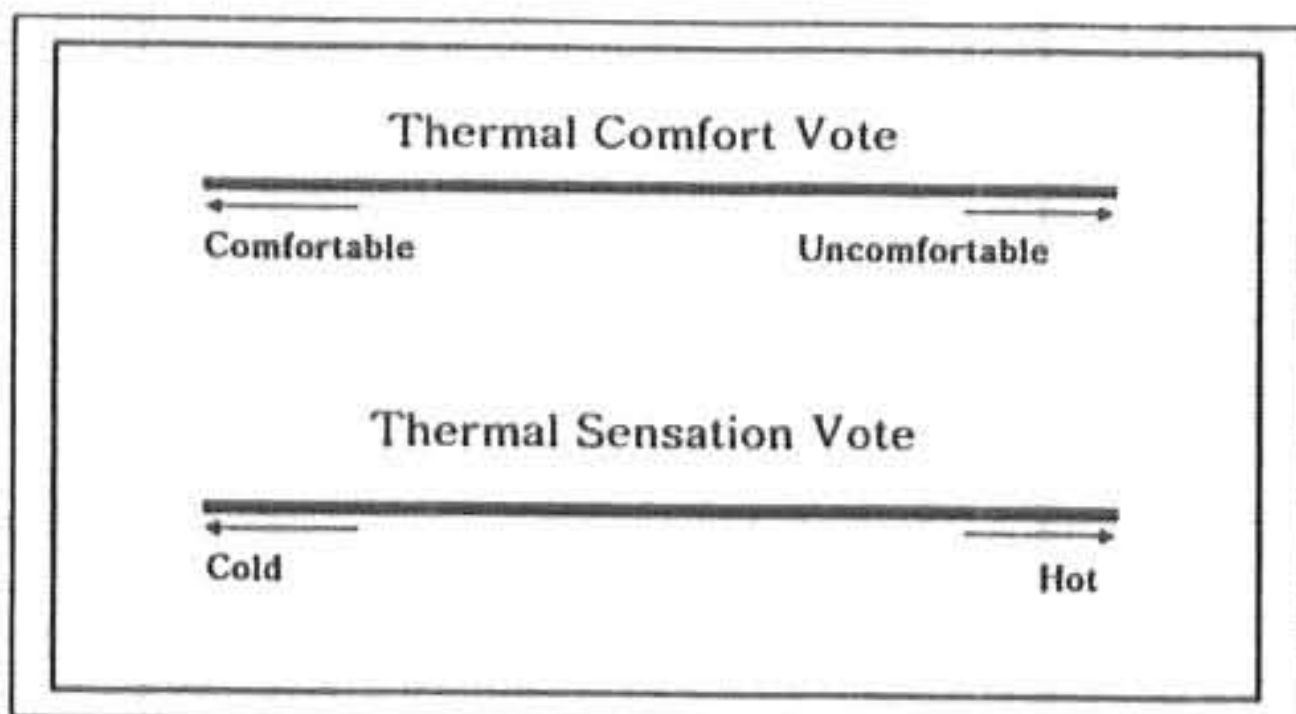 Thermal Comfort Vote
Comfortable Uncomfortable
Thermal Sensation Vote
Cold Hot